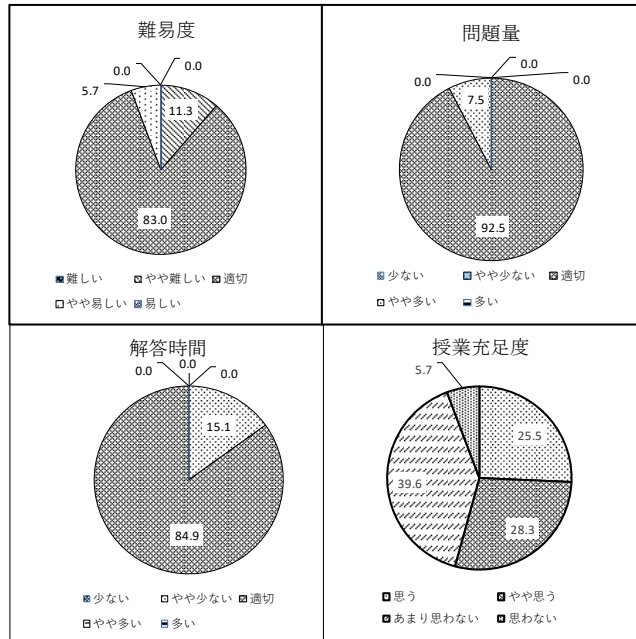 難易度
0.0 0.0
5.7
11.3
83.0
難しい やや難しい 適切
やや易しい 易しい
問題量
0.0
0.0 0.0
7.5
92.5
少ない やや少ない 適切
やや多い 多い
解答時間
0.0
0.0 0.0
15.1
84.9
少ない やや少ない 適切
やや多い 多い
授業充足度
5.7
25.5
39.6
28.3
思う やや思う
あまり思わない 思わない